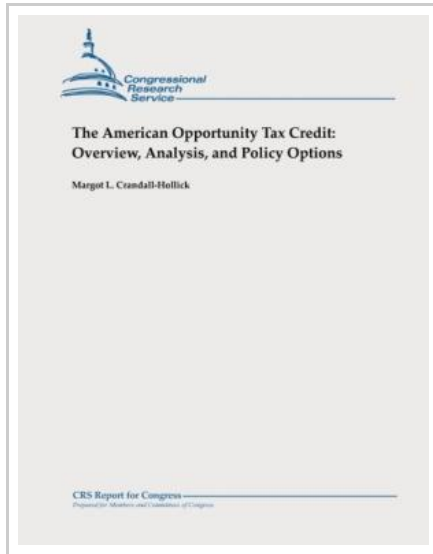 Congressional
Research
Service
The American Opportunity Tax Credit:
Overview, Analysis, and Policy Options
Margot L. Crandall-Hollick
CRS Report for Congress
Prepared for Members and Committees of Congress